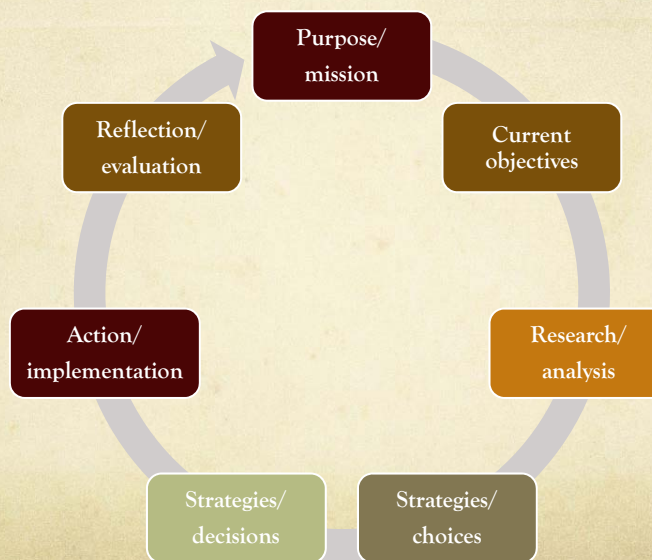 Purpose/
mission
Current
objectives
Research/
analysis
Strategies/
choices
Strategies/
decisions
Action/
implementation
Reflection/
evaluation